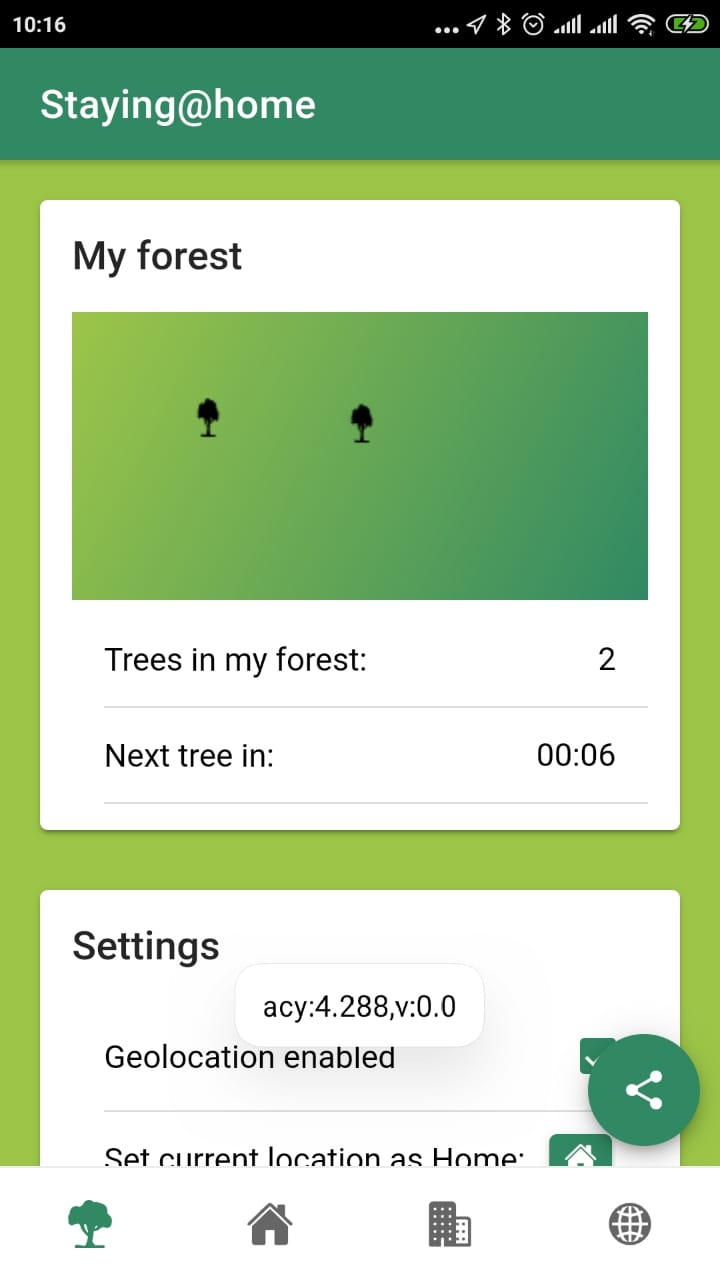 10:16
Staying@home
My forest
Trees in my forest: 2
Next tree in: 00:06
Settings
acy:4.288,v:0.0
Geolocation enabled
Set current location as Home: